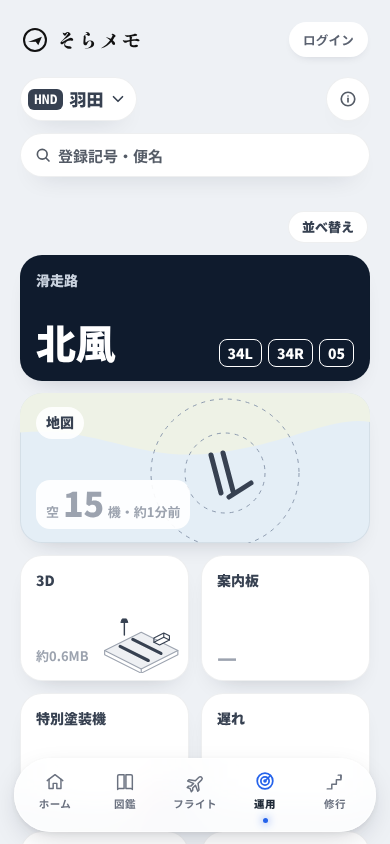 そらメモ
ログイン
HND 羽田
登録記号・便名
並べ替え
滑走路
北風
34L 34R 05
地図
空 15 機・約1分前
3D
案内板
約0.6MB
—
特別塗装機
遅れ
ホーム
図鑑
フライト
運用
修行